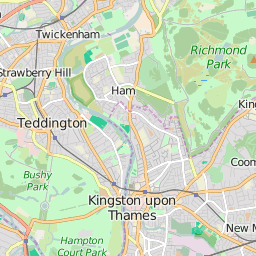 Twickenham
Richmond
Park
Strawberry Hill
Ham
Kin
Teddington
Coom
Bushy
Park
Kingston upon
Thames
New M
Hampton
Court Park